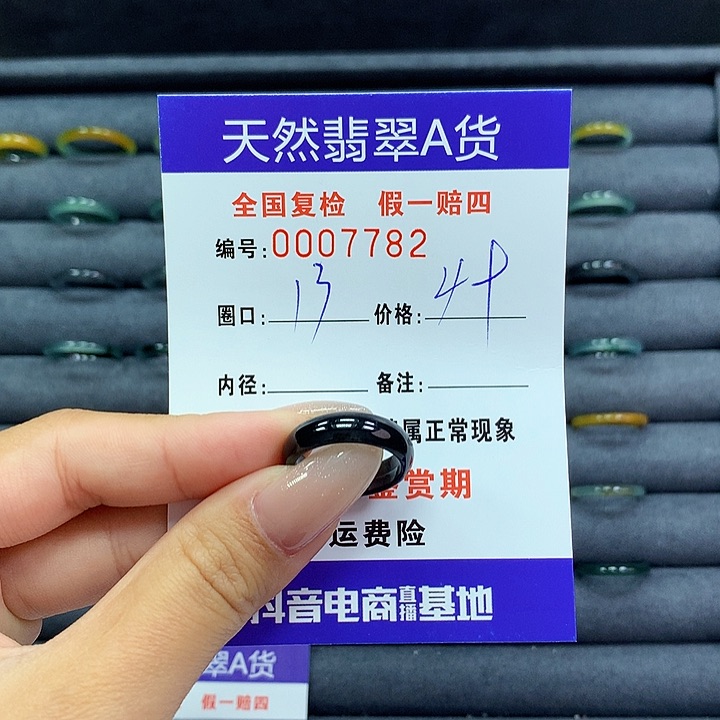 天然翡翠A货
全国复检 假一赔四
编号:0007782
圈口: 13 价格:
内径: 备注:
属正常现象
鉴赏期
运费险
抖音电商直播基地
翠A货
假一赔四